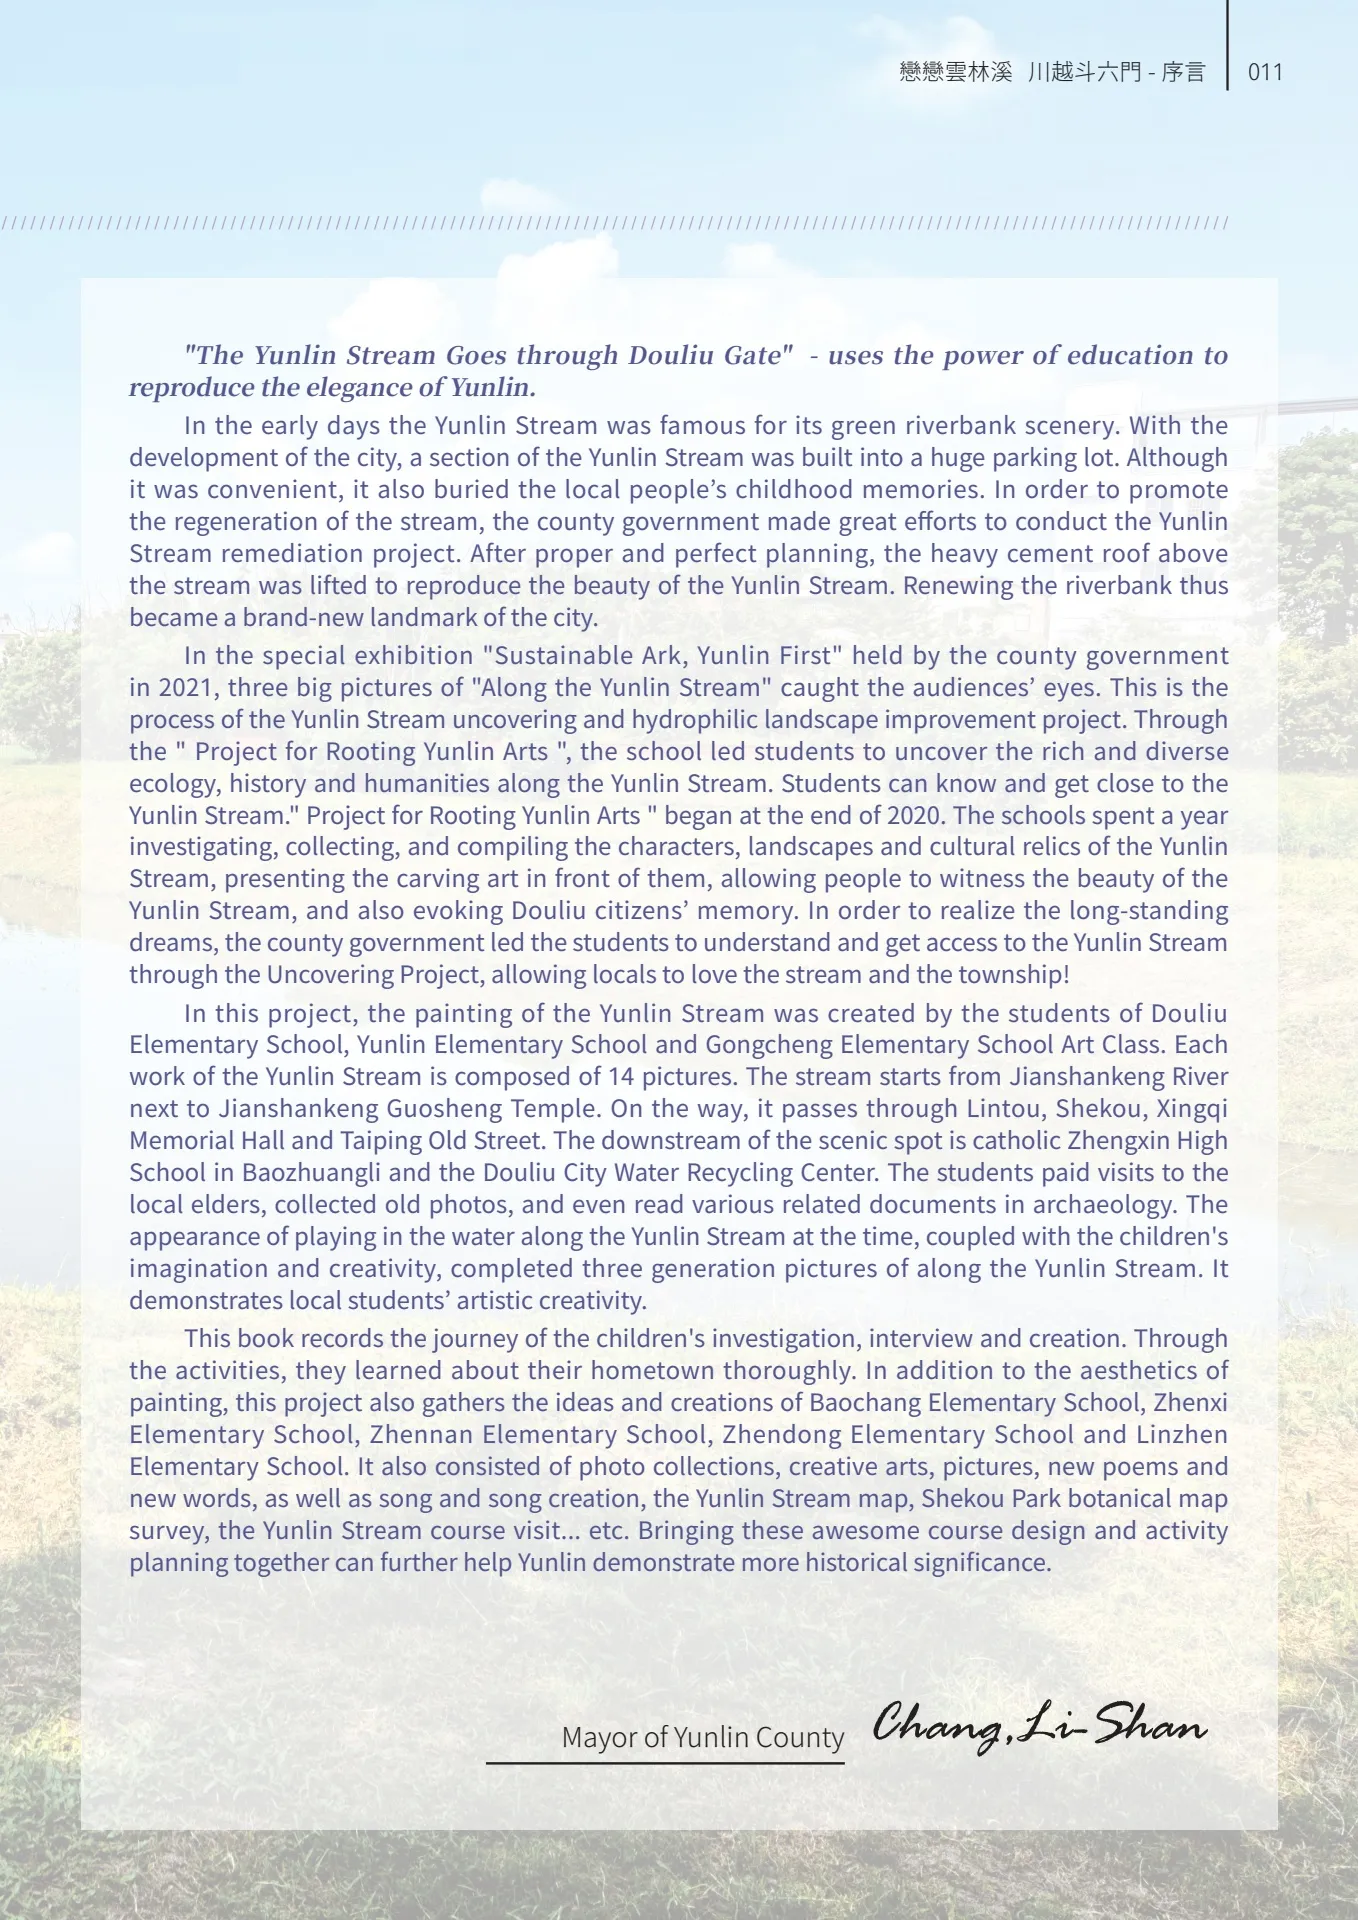 戀戀雲林溪 川越斗六門 - 序言 011
"The Yunlin Stream Goes through Douliu Gate" - uses the power of education to
reproduce the elegance of Yunlin.
In the early days the Yunlin Stream was famous for its green riverbank scenery. With the
development of the city, a section of the Yunlin Stream was built into a huge parking lot. Although
it was convenient, it also buried the local people’s childhood memories. In order to promote
the regeneration of the stream, the county government made great efforts to conduct the Yunlin
Stream remediation project. After proper and perfect planning, the heavy cement roof above
the stream was lifted to reproduce the beauty of the Yunlin Stream. Renewing the riverbank thus
became a brand-new landmark of the city.
In the special exhibition "Sustainable Ark, Yunlin First" held by the county government
in 2021, three big pictures of "Along the Yunlin Stream" caught the audiences’ eyes. This is the
process of the Yunlin Stream uncovering and hydrophilic landscape improvement project. Through
the " Project for Rooting Yunlin Arts ", the school led students to uncover the rich and diverse
ecology, history and humanities along the Yunlin Stream. Students can know and get close to the
Yunlin Stream." Project for Rooting Yunlin Arts " began at the end of 2020. The schools spent a year
investigating, collecting, and compiling the characters, landscapes and cultural relics of the Yunlin
Stream, presenting the carving art in front of them, allowing people to witness the beauty of the
Yunlin Stream, and also evoking Douliu citizens’ memory. In order to realize the long-standing
dreams, the county government led the students to understand and get access to the Yunlin Stream
through the Uncovering Project, allowing locals to love the stream and the township!
In this project, the painting of the Yunlin Stream was created by the students of Douliu
Elementary School, Yunlin Elementary School and Gongcheng Elementary School Art Class. Each
work of the Yunlin Stream is composed of 14 pictures. The stream starts from Jianshankeng River
next to Jianshankeng Guosheng Temple. On the way, it passes through Lintou, Shekou, Xingqi
Memorial Hall and Taiping Old Street. The downstream of the scenic spot is catholic Zhengxin High
School in Baozhuangli and the Douliu City Water Recycling Center. The students paid visits to the
local elders, collected old photos, and even read various related documents in archaeology. The
appearance of playing in the water along the Yunlin Stream at the time, coupled with the children's
imagination and creativity, completed three generation pictures of along the Yunlin Stream. It
demonstrates local students’ artistic creativity.
This book records the journey of the children's investigation, interview and creation. Through
the activities, they learned about their hometown thoroughly. In addition to the aesthetics of
painting, this project also gathers the ideas and creations of Baochang Elementary School, Zhenxi
Elementary School, Zhennan Elementary School, Zhendong Elementary School and Linzhen
Elementary School. It also consisted of photo collections, creative arts, pictures, new poems and
new words, as well as song and song creation, the Yunlin Stream map, Shekou Park botanical map
survey, the Yunlin Stream course visit... etc. Bringing these awesome course design and activity
planning together can further help Yunlin demonstrate more historical significance.
Mayor of Yunlin County Chang, Li-Shan